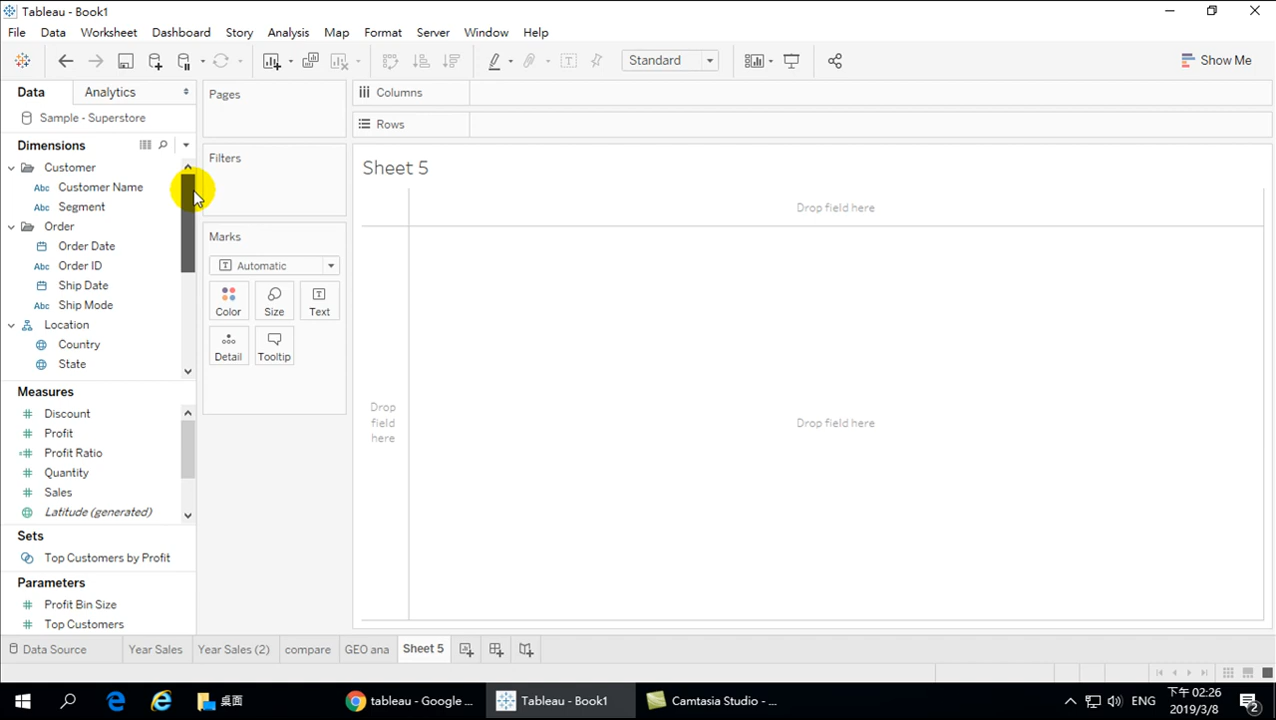 Tableau - Book1
File Data Worksheet Dashboard Story Analysis Map Format Server Window Help
Standard
Show Me
Data Analytics
Sample - Superstore
Dimensions
Customer
Abc Customer Name
Abc Segment
Order
Order Date
Abc Order ID
Ship Date
Abc Ship Mode
Location
Country
State
Measures
# Discount
# Profit
=# Profit Ratio
# Quantity
# Sales
Latitude (generated)
Sets
Top Customers by Profit
Parameters
# Profit Bin Size
# Top Customers
Pages
Filters
Marks
T Automatic
Color Size Text
Detail Tooltip
Columns
Rows
Sheet 5
Drop field here
Drop
field
here
Drop field here
Data Source Year Sales Year Sales (2) compare GEO ana Sheet 5
桌面 tableau - Google ... Tableau - Book1 Camtasia Studio - ... ENG
下午 02:26
2019/3/8
2